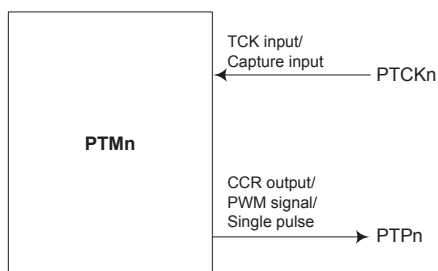 TCK input/
Capture input
PTCKn
PTMn
CCR output/
PWM signal/
Single pulse
PTPn